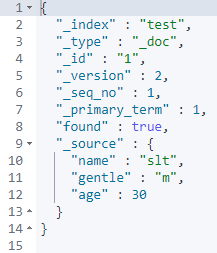 1 {
2 "_index" : "test",
3 "_type" : "_doc",
4 "_id" : "1",
5 "_version" : 2,
6 "_seq_no" : 1,
7 "_primary_term" : 1,
8 "found" : true,
9 "_source" : {
10 "name" : "slt",
11 "gentle" : "m",
12 "age" : 30
13 }
14 }
15